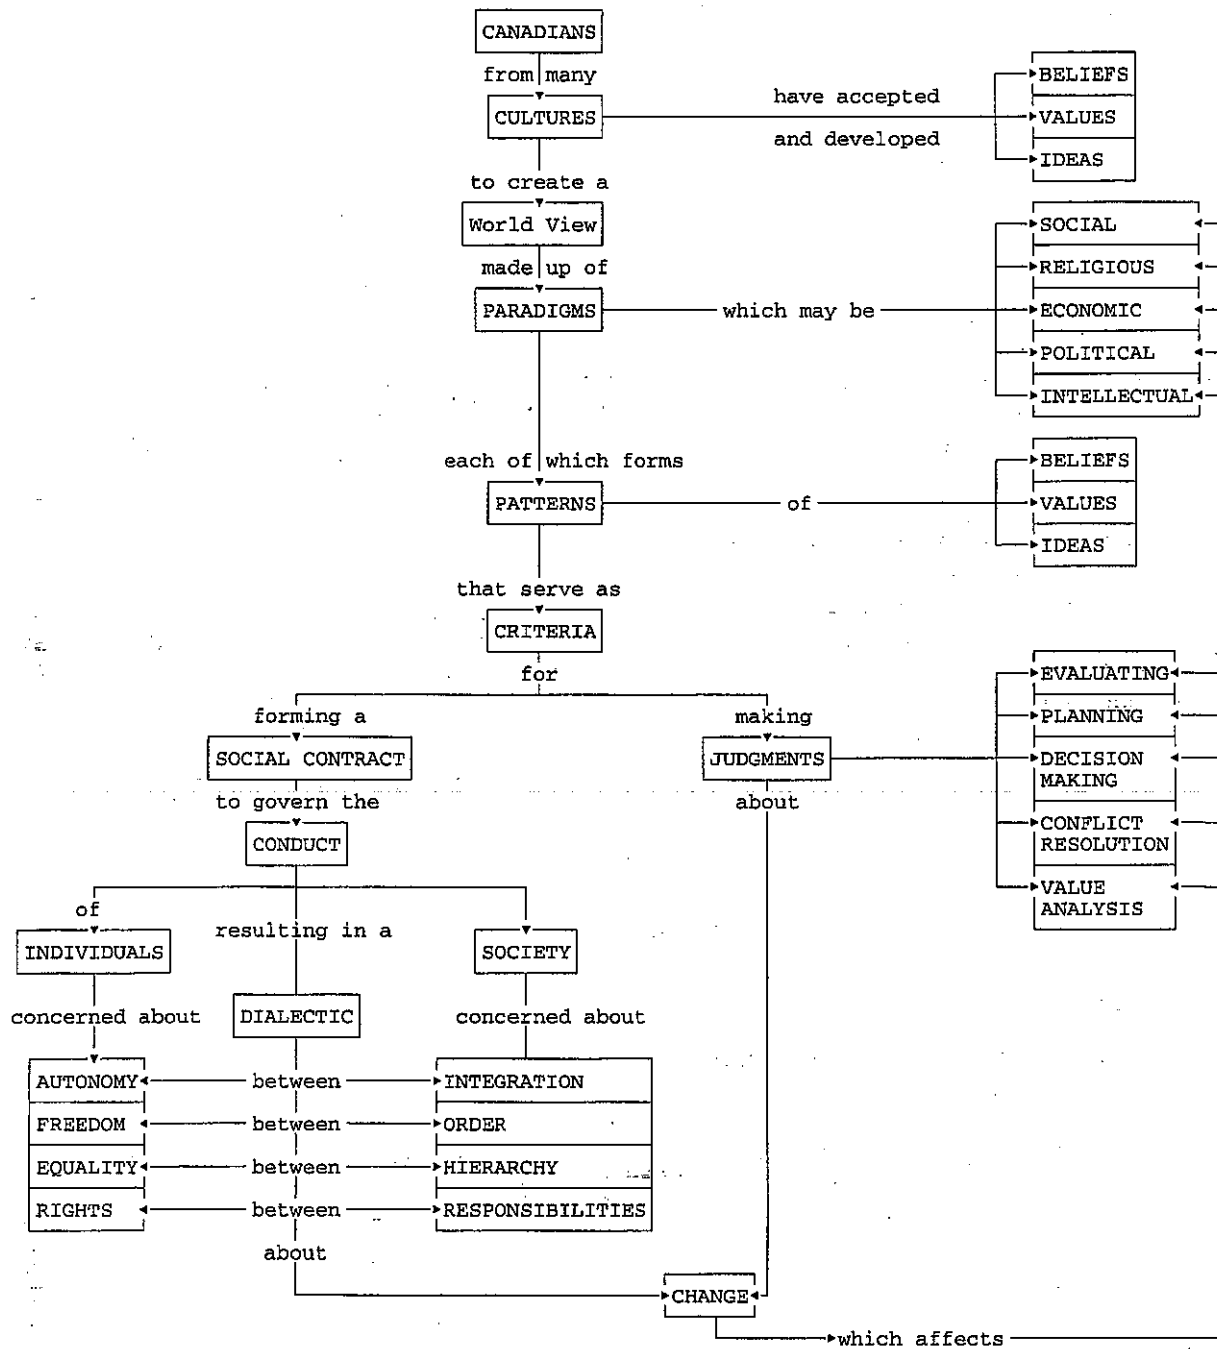 CANADIANS
from many
CULTURES
have accepted
and developed
BELIEFS
VALUES
IDEAS
to create a
World View
made up of
PARADIGMS
which may be
SOCIAL
RELIGIOUS
ECONOMIC
POLITICAL
INTELLECTUAL
each of which forms
PATTERNS
of
BELIEFS
VALUES
IDEAS
that serve as
CRITERIA
for
forming a
SOCIAL CONTRACT
making
JUDGMENTS
EVALUATING
PLANNING
DECISION
MAKING
CONFLICT
RESOLUTION
VALUE
ANALYSIS
to govern the
CONDUCT
about
of
INDIVIDUALS
resulting in a
SOCIETY
concerned about
DIALECTIC
concerned about
AUTONOMY between INTEGRATION
FREEDOM between ORDER
EQUALITY between HIERARCHY
RIGHTS between RESPONSIBILITIES
about
CHANGE
which affects